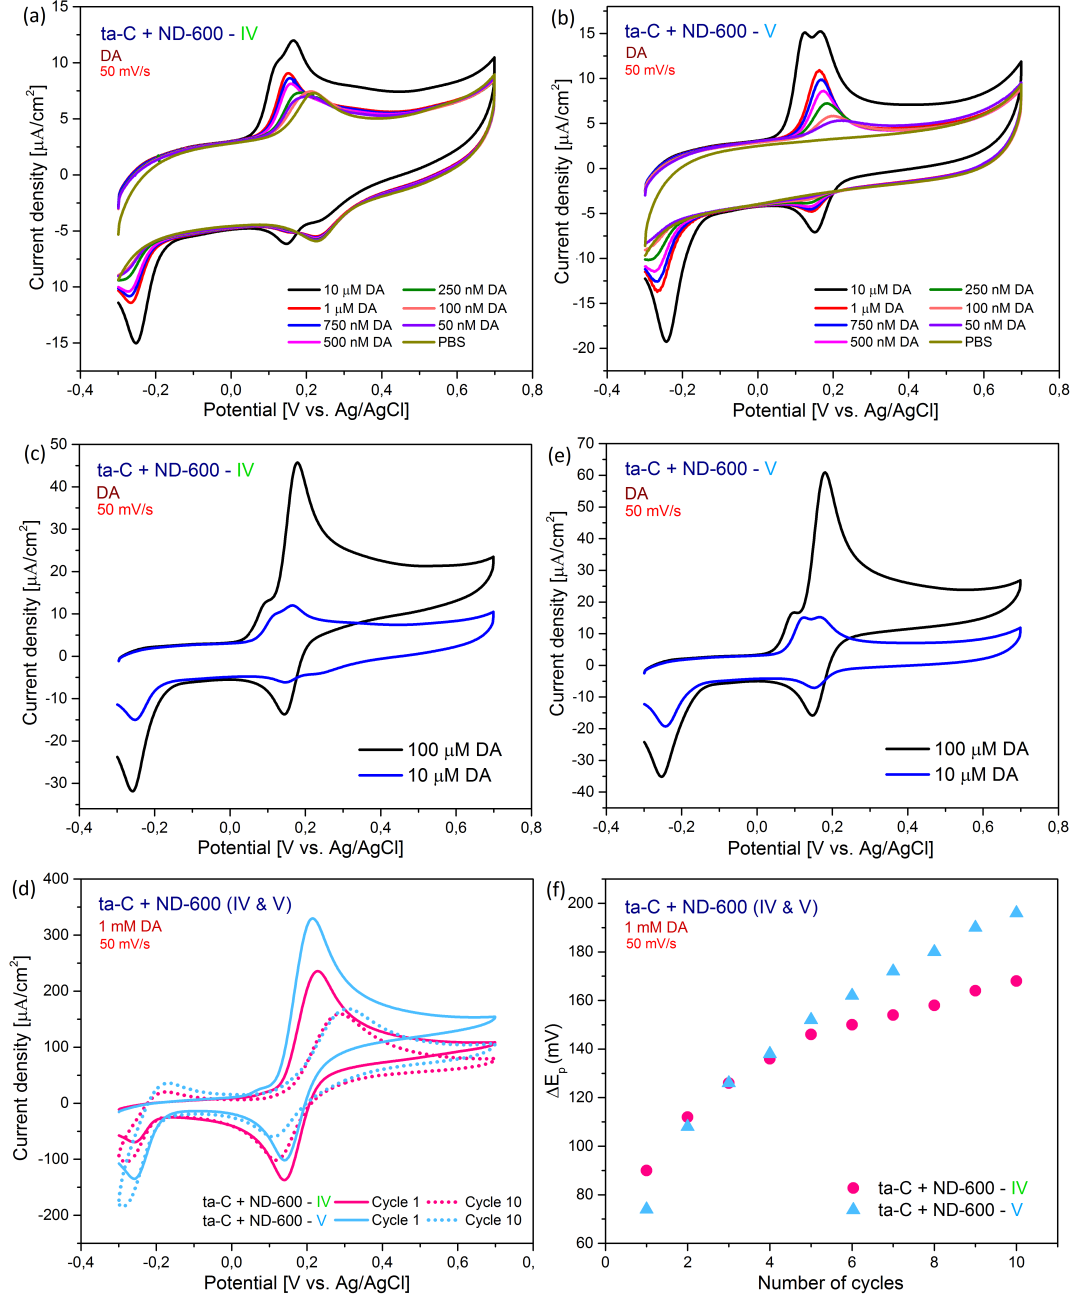 (a)
ta-C + ND-600 - IV
DA
50 mV/s
15
10
5
0
-5
-10
-15
Current density [μA/cm2]
10 μM DA
1 μM DA
750 nM DA
500 nM DA
250 nM DA
100 nM DA
50 nM DA
PBS
-0,4
-0,2
0,0
0,2
0,4
0,6
0,8
Potential [V vs. Ag/AgCl]
(b)
ta-C + ND-600 - V
DA
50 mV/s
15
10
5
0
-5
-10
-15
-20
Current density [μA/cm2]
10 μM DA
1 μM DA
750 nM DA
500 nM DA
250 nM DA
100 nM DA
50 nM DA
PBS
-0,4
-0,2
0,0
0,2
0,4
0,6
0,8
Potential [V vs. Ag/AgCl]
(c)
ta-C + ND-600 - IV
DA
50 mV/s
50
40
30
20
10
0
-10
-20
-30
Current density [μA/cm2]
100 μM DA
10 μM DA
-0,4
-0,2
0,0
0,2
0,4
0,6
0,8
Potential [V vs. Ag/AgCl]
(e)
ta-C + ND-600 - V
DA
50 mV/s
70
60
50
40
30
20
10
0
-10
-20
-30
-40
Current density [μA/cm2]
100 μM DA
10 μM DA
-0,4
-0,2
0,0
0,2
0,4
0,6
0,8
Potential [V vs. Ag/AgCl]
(d)
ta-C + ND-600 (IV & V)
1 mM DA
50 mV/s
400
300
200
100
0
-100
-200
Current density [μA/cm2]
ta-C + ND-600 - IV Cycle 1 Cycle 10
ta-C + ND-600 - V Cycle 1 Cycle 10
-0,4
-0,2
0,0
0,2
0,4
0,
0,
Potential [V vs. Ag/AgCl]
(f)
ta-C + ND-600 (IV & V)
1 mM DA
50 mV/s
200
180
160
140
120
100
80
60
ΔEp (mV)
ta-C + ND-600 - IV
ta-C + ND-600 - V
0
2
4
6
8
10
Number of cycles